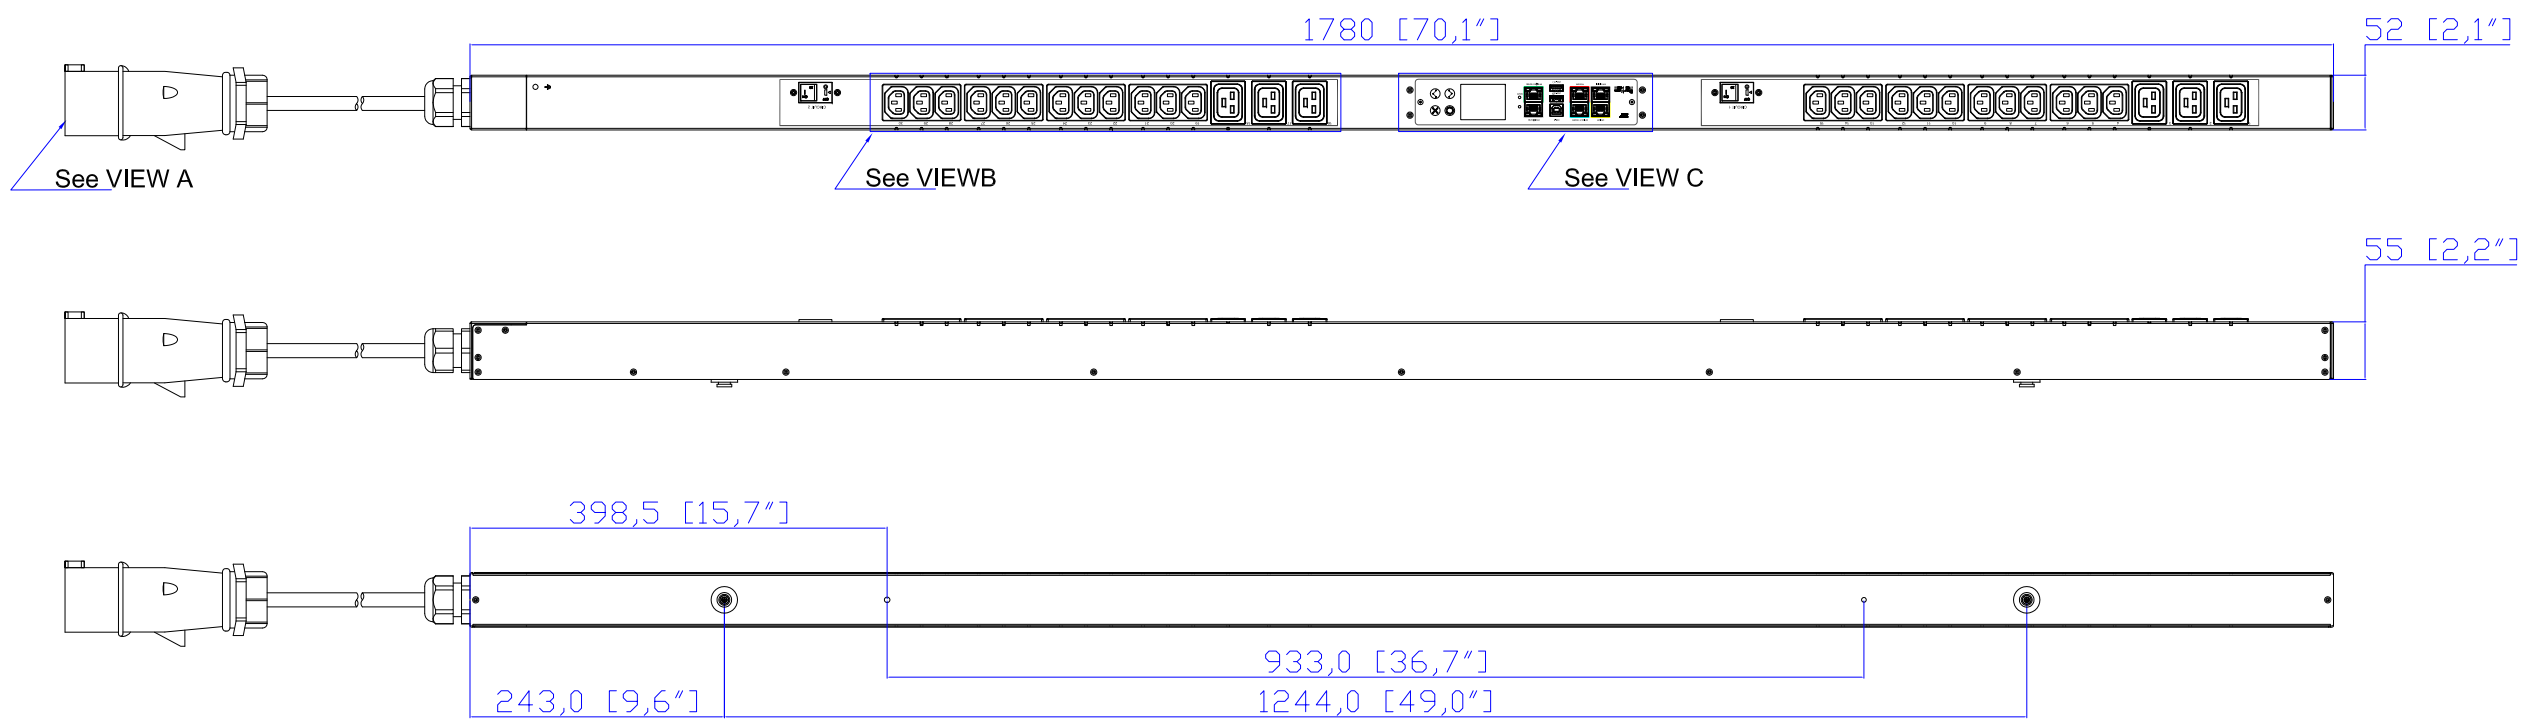 1780 [70,1″]
52 [2,1″]
See VIEW A
See VIEWB
See VIEW C
55 [2,2″]
398,5 [15,7″]
933,0 [36,7″]
243,0 [9,6″]
1244,0 [49,0″]